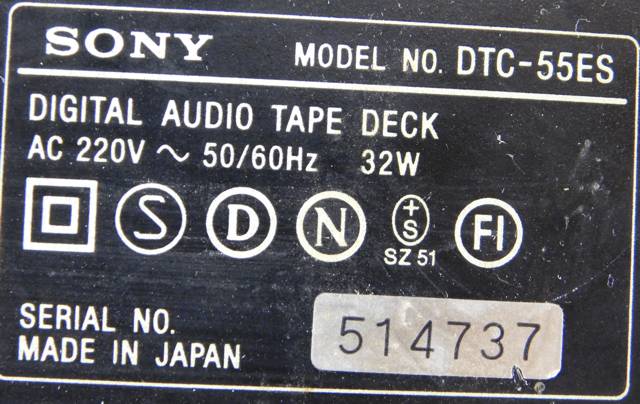 SONY MODEL NO. DTC-55ES
DIGITAL AUDIO TAPE DECK
AC 220V ~ 50/60Hz 32W
S D N +S FI
SZ 51
SERIAL NO. 514737
MADE IN JAPAN